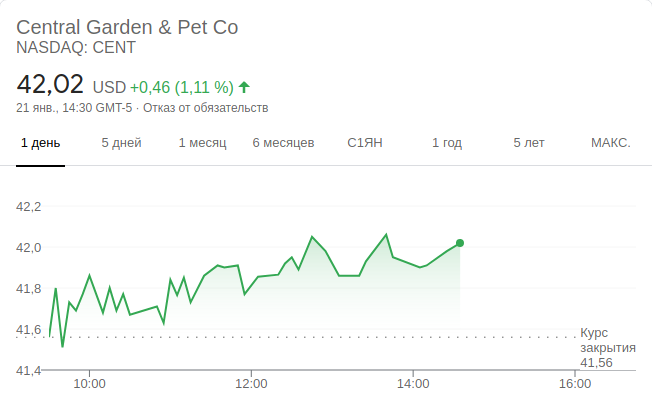 Central Garden & Pet Co
NASDAQ: CENT
42,02 USD +0,46 (1,11 %)
21 янв., 14:30 GMT-5 · Отказ от обязательств
1 день 5 дней 1 месяц 6 месяцев С1ЯН 1 год 5 лет МАКС.
42,2
42,0
41,8
41,6
Курс
закрытия
41,56
41,4
10:00 12:00 14:00 16:00